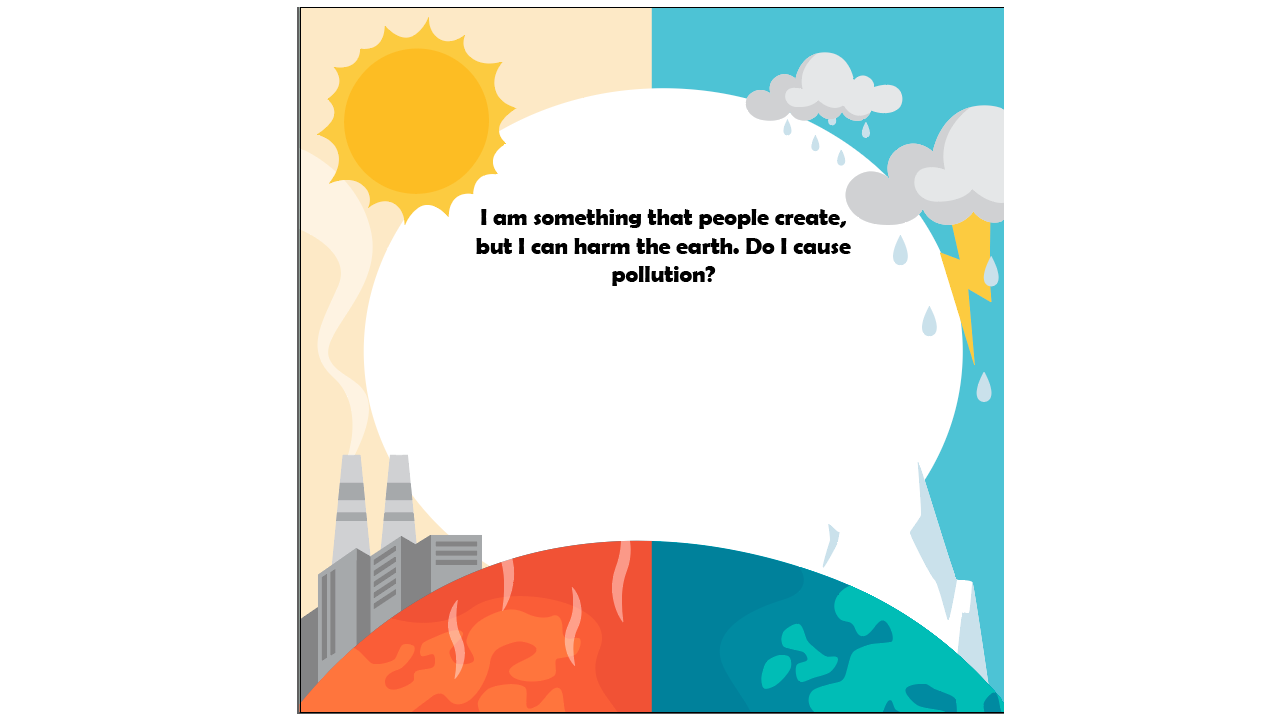 I am something that people create,
but I can harm the earth. Do I cause
pollution?